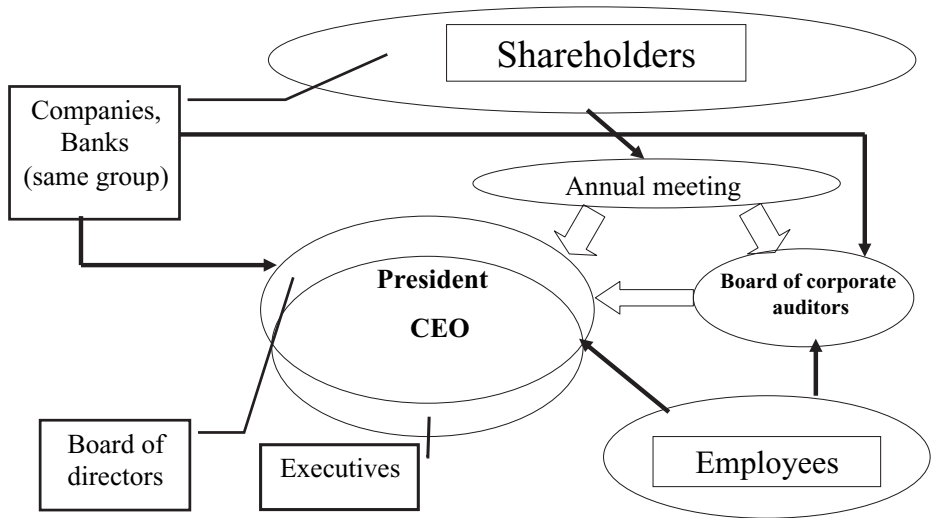 Shareholders
Companies,
Banks
(same group)
Annual meeting
President
CEO
Board of corporate
auditors
Board of
directors
Executives
Employees